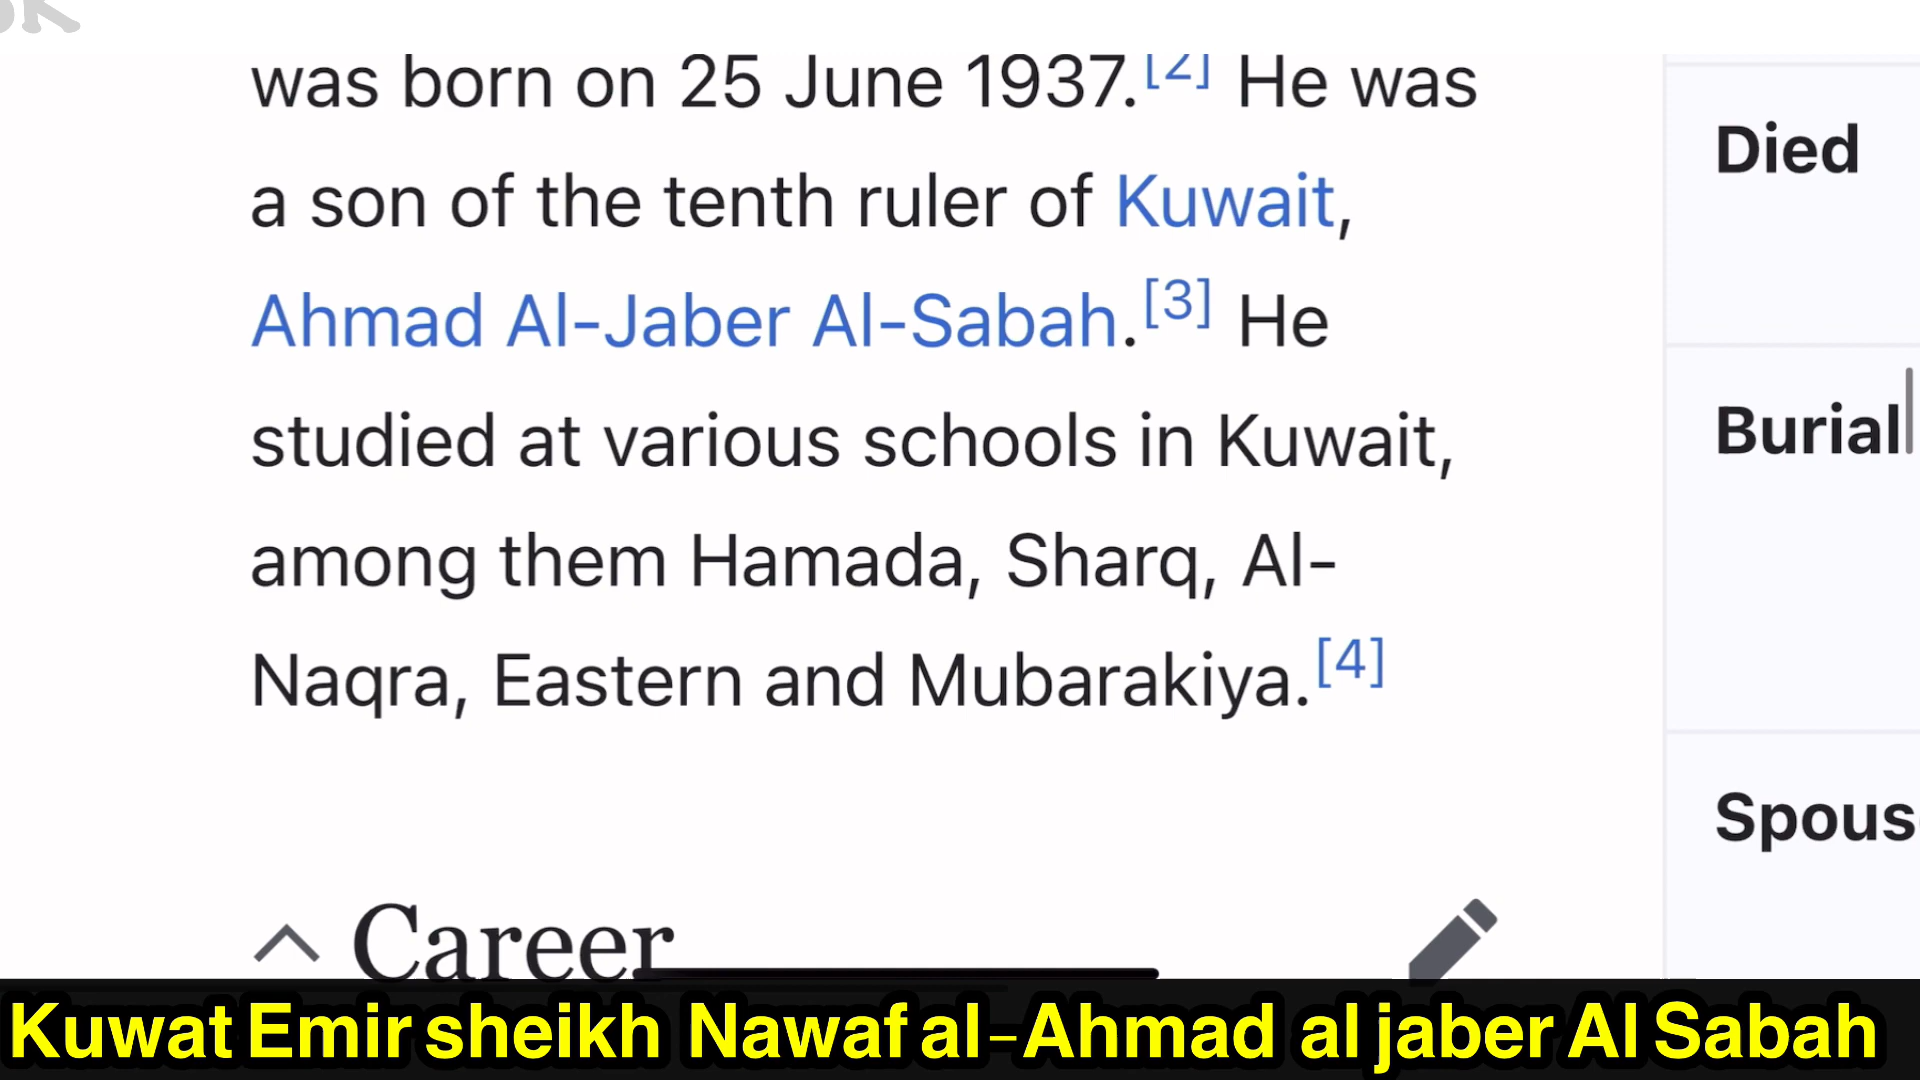 was born on 25 June 1937.[2] He was
a son of the tenth ruler of Kuwait,
Ahmad Al-Jaber Al-Sabah.[3] He
studied at various schools in Kuwait,
among them Hamada, Sharq, Al-
Naqra, Eastern and Mubarakiya.[4]
Career
Died
Burial
Kuwat Emir sheikh Nawaf al-Ahmad al jaber Al Sabah